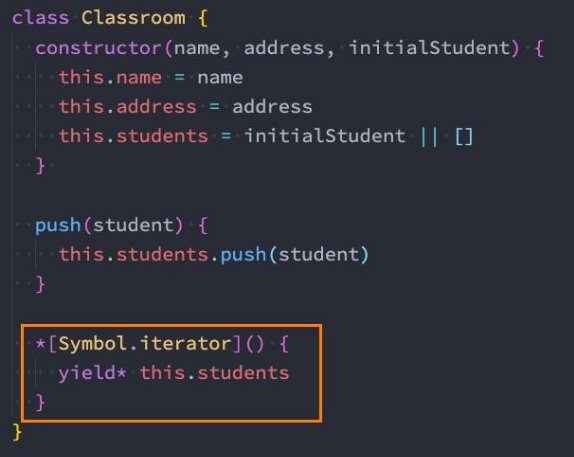 class Classroom {
  constructor(name, address, initialStudent) {
    this.name = name
    this.address = address
    this.students = initialStudent || []
  }

  push(student) {
    this.students.push(student)
  }

  *[Symbol.iterator]() {
    yield* this.students
  }
}